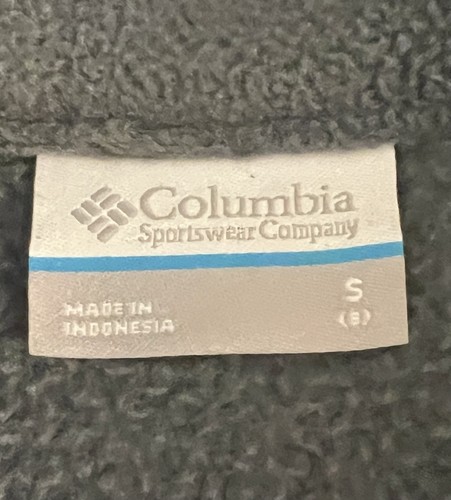 Columbia
Sportswear Company
MADE IN
INDONESIA
S
(8)